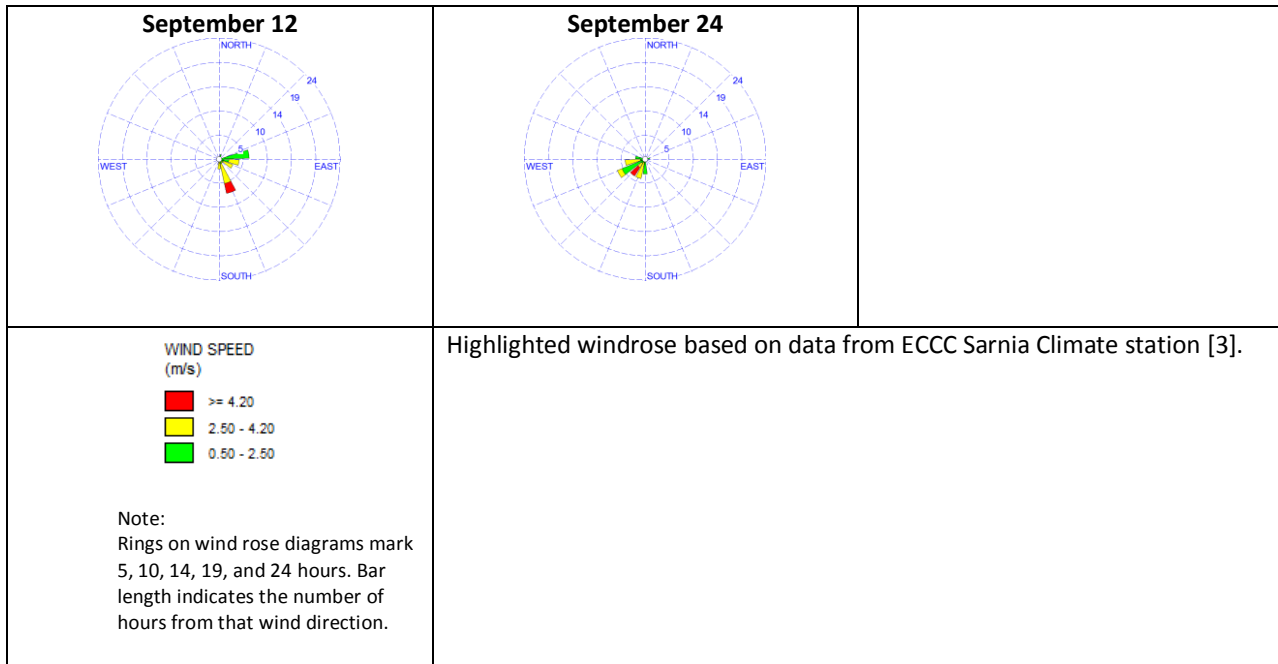 September 12
NORTH
24
19
14
10
5
WEST
EAST
SOUTH
September 24
NORTH
24
19
14
10
5
WEST
EAST
SOUTH
WIND SPEED
(m/s)
>= 4.20
2.50 - 4.20
0.50 - 2.50
Note:
Rings on wind rose diagrams mark
5, 10, 14, 19, and 24 hours. Bar
length indicates the number of
hours from that wind direction.
Highlighted windrose based on data from ECCC Sarnia Climate station [3].